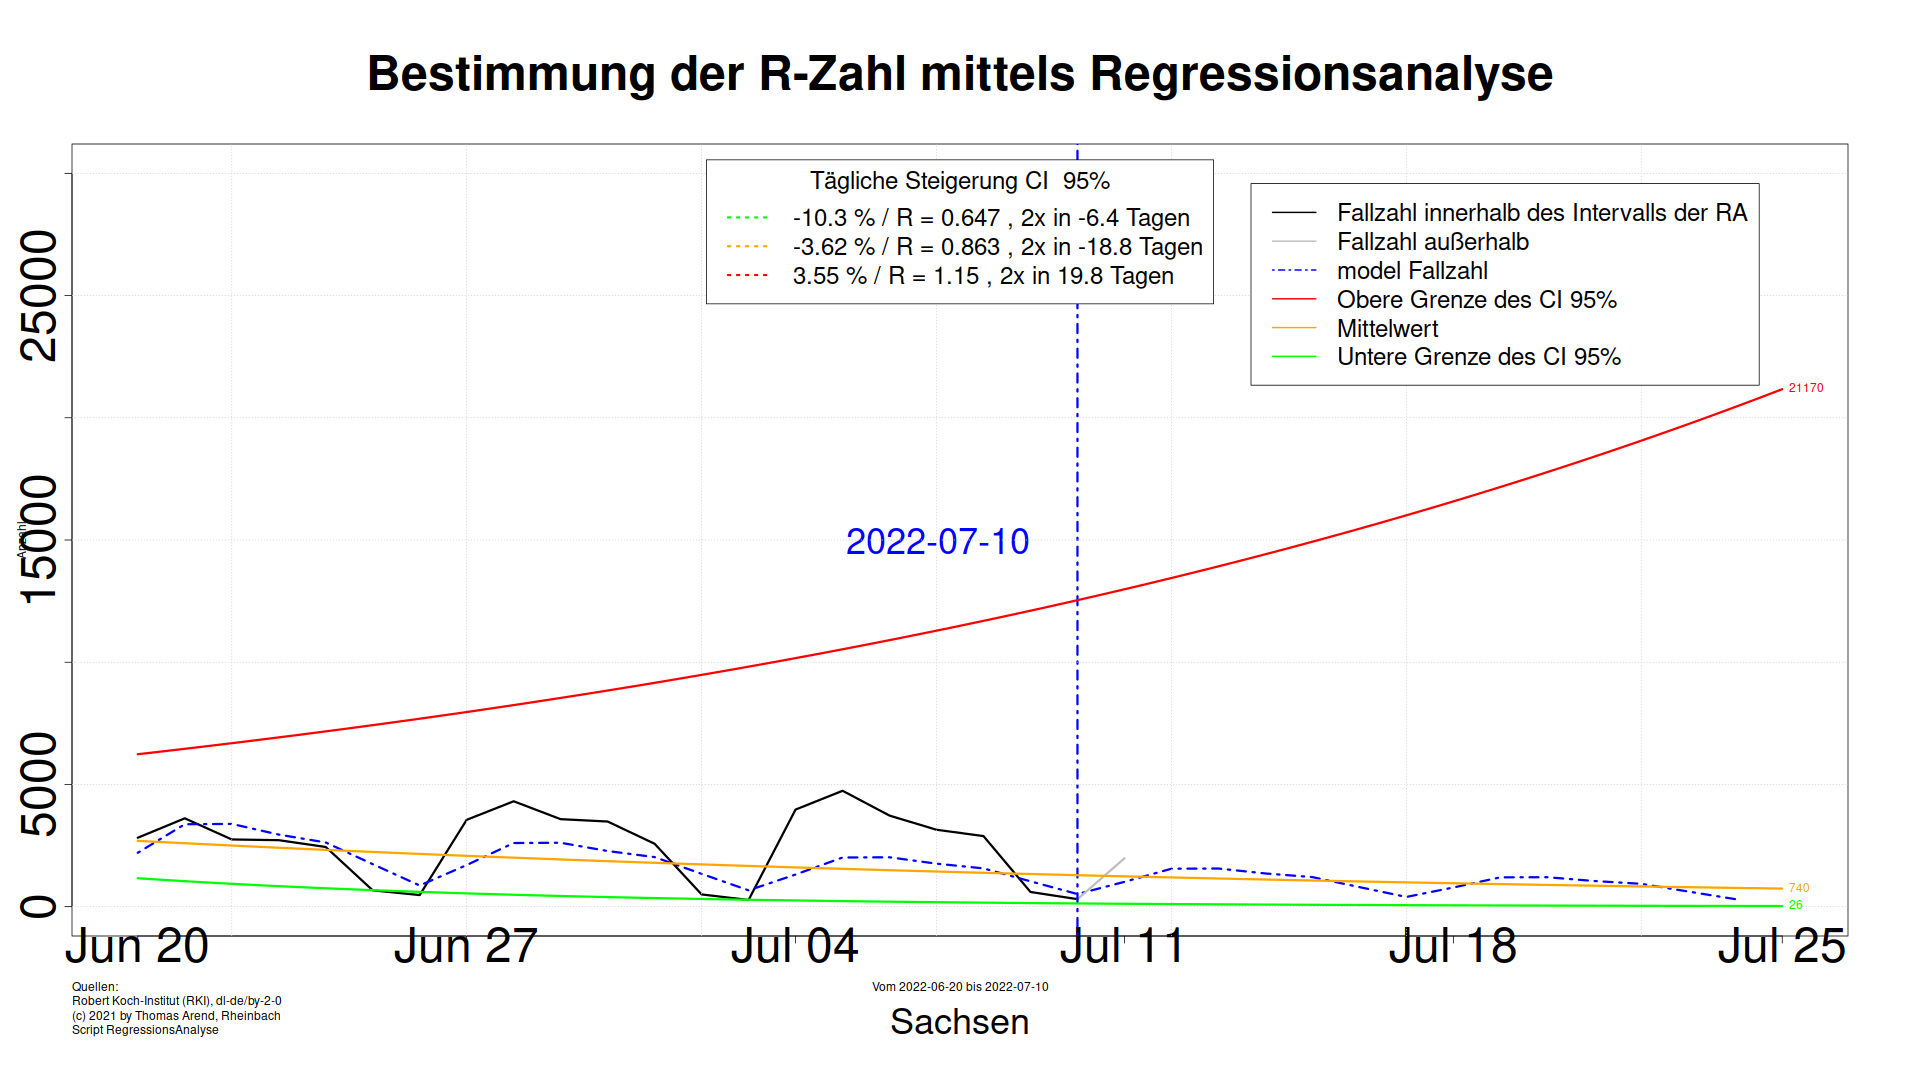 Bestimmung der R-Zahl mittels Regressionsanalyse
Tägliche Steigerung CI 95%
-10.3 % / R = 0.647 , 2x in -6.4 Tagen
-3.62 % / R = 0.863 , 2x in -18.8 Tagen
3.55 % / R = 1.15 , 2x in 19.8 Tagen
Fallzahl innerhalb des Intervalls der RA
Fallzahl außerhalb
model Fallzahl
Obere Grenze des CI 95%
Mittelwert
Untere Grenze des CI 95%
25000
15000
5000
0
Anzahl
2022-07-10
21170
740
26
Jun 20
Jun 27
Jul 04
Jul 11
Jul 18
Jul 25
Quellen:
Robert Koch-Institut (RKI), dl-de/by-2-0
(c) 2021 by Thomas Arend, Rheinbach
Script RegressionsAnalyse
Vom 2022-06-20 bis 2022-07-10
Sachsen